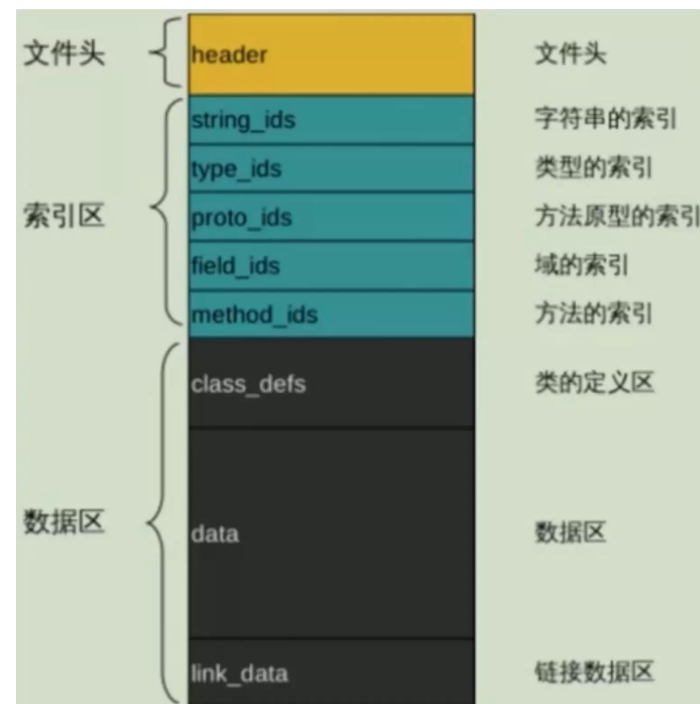 文件头 header 文件头
string_ids 字符串的索引
type_ids 类型的索引
索引区 proto_ids 方法原型的索引
field_ids 域的索引
method_ids 方法的索引
class_defs 类的定义区
数据区 data 数据区
link_data 链接数据区